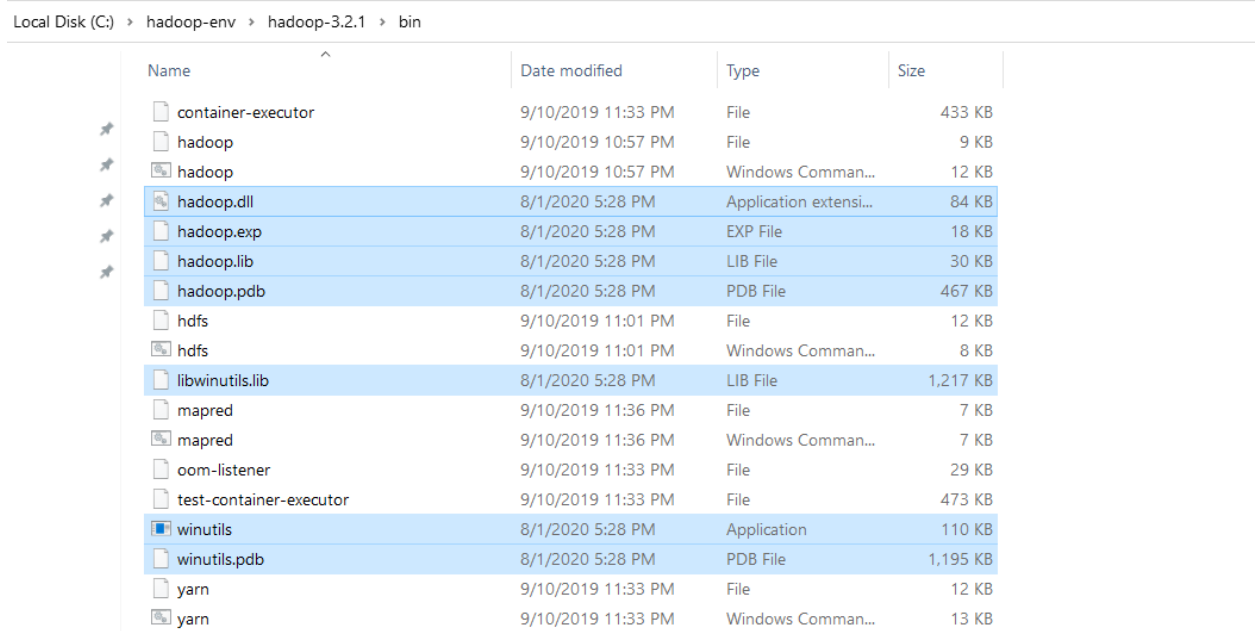 Local Disk (C:) › hadoop-env › hadoop-3.2.1 › bin
Name Date modified Type Size
container-executor 9/10/2019 11:33 PM File 433 KB
hadoop 9/10/2019 10:57 PM File 9 KB
hadoop 9/10/2019 10:57 PM Windows Comman... 12 KB
hadoop.dll 8/1/2020 5:28 PM Application extensi... 84 KB
hadoop.exp 8/1/2020 5:28 PM EXP File 18 KB
hadoop.lib 8/1/2020 5:28 PM LIB File 30 KB
hadoop.pdb 8/1/2020 5:28 PM PDB File 467 KB
hdfs 9/10/2019 11:01 PM File 12 KB
hdfs 9/10/2019 11:01 PM Windows Comman... 8 KB
libwinutils.lib 8/1/2020 5:28 PM LIB File 1,217 KB
mapred 9/10/2019 11:36 PM File 7 KB
mapred 9/10/2019 11:36 PM Windows Comman... 7 KB
oom-listener 9/10/2019 11:33 PM File 29 KB
test-container-executor 9/10/2019 11:33 PM File 473 KB
winutils 8/1/2020 5:28 PM Application 110 KB
winutils.pdb 8/1/2020 5:28 PM PDB File 1,195 KB
yarn 9/10/2019 11:33 PM File 12 KB
yarn 9/10/2019 11:33 PM Windows Comman... 13 KB